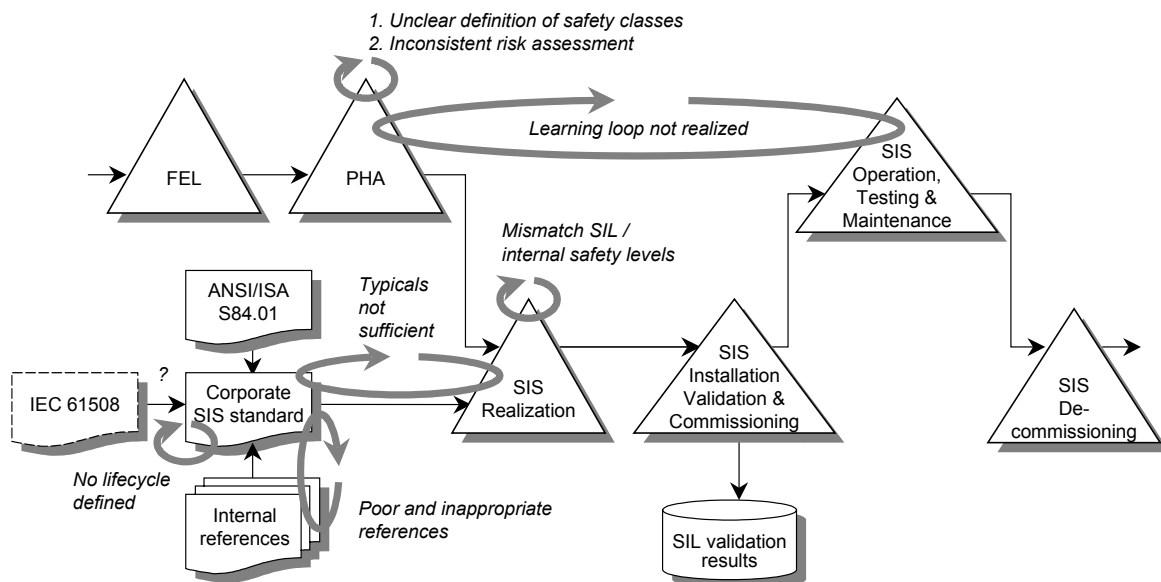 1. Unclear definition of safety classes
2. Inconsistent risk assessment
Learning loop not realized
FEL
PHA
SIS
Operation,
Testing &
Maintenance
Mismatch SIL /
internal safety levels
ANSI/ISA
S84.01
Typicals
not
sufficient
?
IEC 61508
Corporate
SIS standard
SIS
Realization
SIS
Installation
Validation &
Commissioning
SIS
De-
commissioning
No lifecycle
defined
Internal
references
Poor and inappropriate
references
SIL validation
results